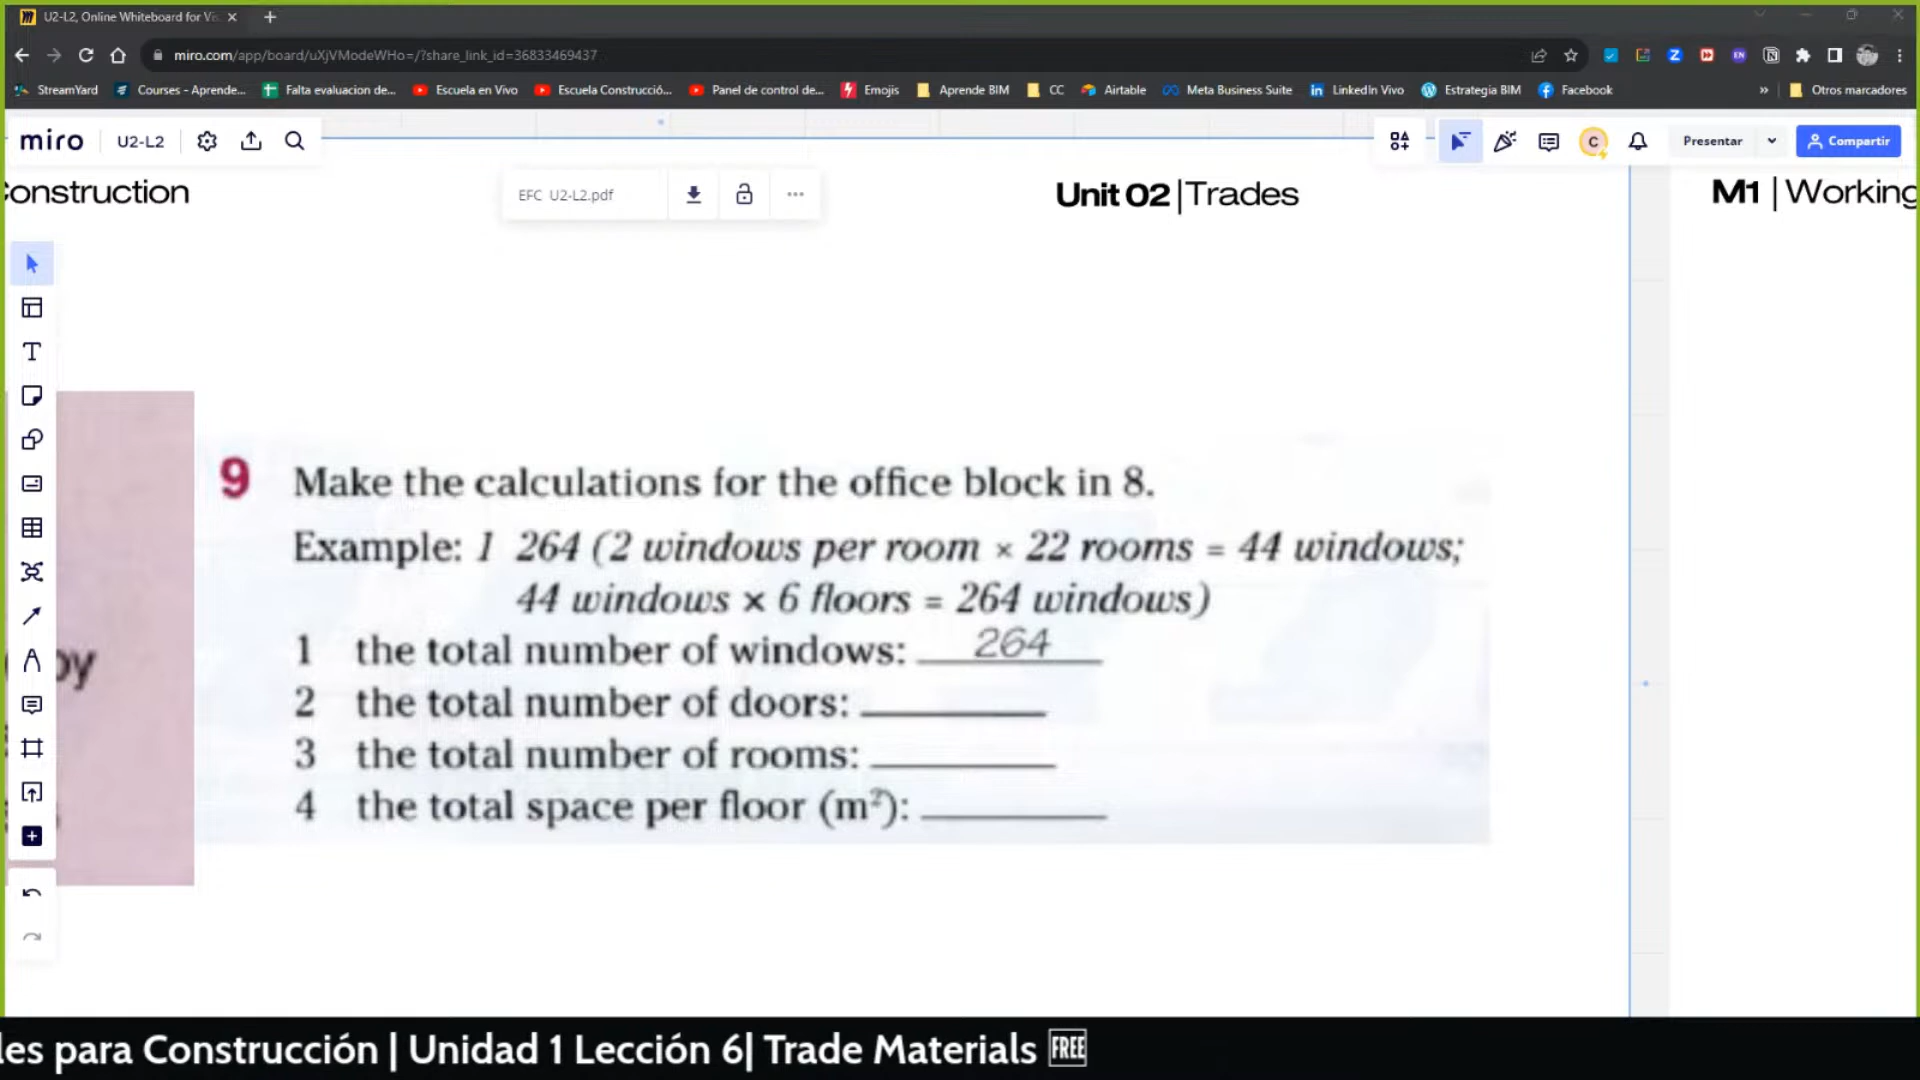 U2-L2, Online Whiteboard for Vis
miro.com/app/board/uXjVModeWHo=/?share_link_id=36833469437
StreamYard Courses - Aprende... Falta evaluacion de... Escuela en Vivo Escuela Construcció... Panel de control de... Emojis Aprende BIM CC Airtable Meta Business Suite LinkedIn Vivo Estrategia BIM Facebook » Otros marcadores
miro U2-L2 C Presentar Compartir
Construction EFC U2-L2.pdf Unit 02 | Trades M1 | Working
9 Make the calculations for the office block in 8.
Example: 1 264 (2 windows per room × 22 rooms = 44 windows;
44 windows × 6 floors = 264 windows)
1 the total number of windows: 264
2 the total number of doors:
3 the total number of rooms:
4 the total space per floor (m²):
by
les para Construcción | Unidad 1 Lección 6| Trade Materials FREE